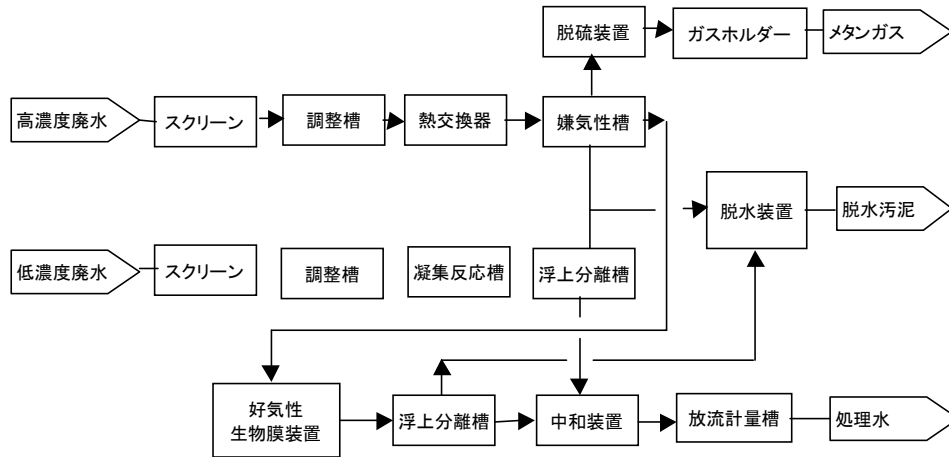 脱硫装置
ガスホルダー
メタンガス
高濃度廃水
スクリーン
調整槽
熱交換器
嫌気性槽
脱水装置
脱水汚泥
低濃度廃水
スクリーン
調整槽
凝集反応槽
浮上分離槽
好気性
生物膜装置
浮上分離槽
中和装置
放流計量槽
処理水